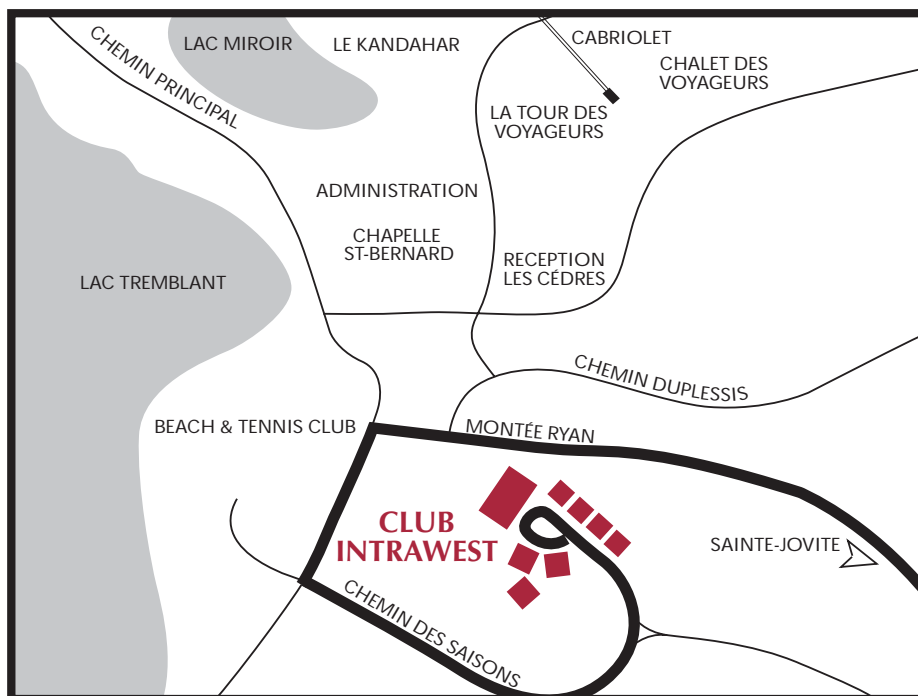 CHEMIN PRINCIPAL
LAC MIROIR
LE KANDAHAR
CABRIOLET
CHALET DES
VOYAGEURS
LA TOUR DES
VOYAGEURS
ADMINISTRATION
CHAPELLE
ST-BERNARD
RECEPTION
LES CÉDRES
LAC TREMBLANT
CHEMIN DUPLESSIS
BEACH & TENNIS CLUB
MONTÉE RYAN
CLUB
INTRAWEST
SAINTE-JOVITE
CHEMIN DES SAISONS